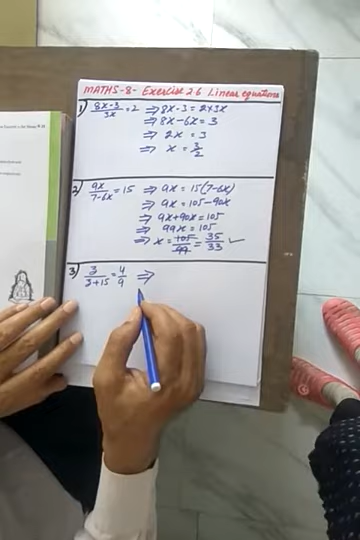 MATHS-8- Exercise 2.6 Linear equations
1) (8x-3)/(3x) = 2 ⇒ 8x-3 = 2×3x
⇒ 8x-6x = 3
⇒ 2x = 3
⇒ x = 3/2
2) 9x/(7-6x) = 15 ⇒ 9x = 15(7-6x)
⇒ 9x = 105-90x
⇒ 9x+90x = 105
⇒ 99x = 105
⇒ x = 105/99 = 35/33 ✓
3) 3/(3+15) = 4/9 ⇒